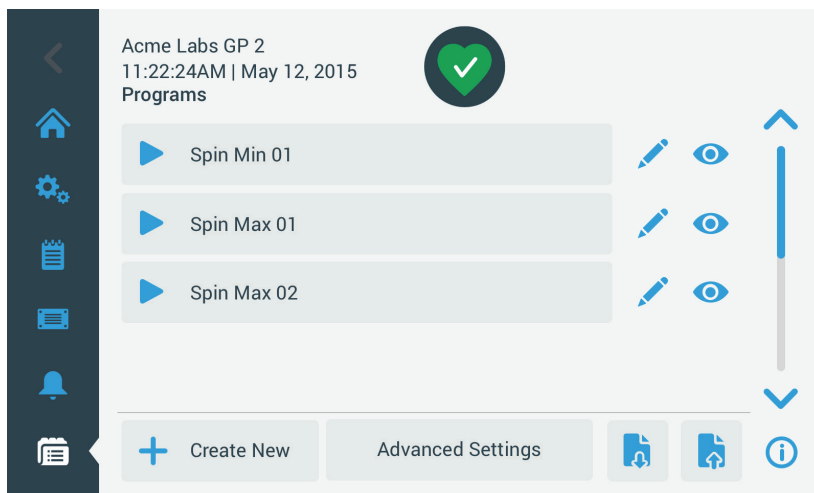 Acme Labs GP 2
11:22:24AM | May 12, 2015
Programs
Spin Min 01
Spin Max 01
Spin Max 02
Create New
Advanced Settings